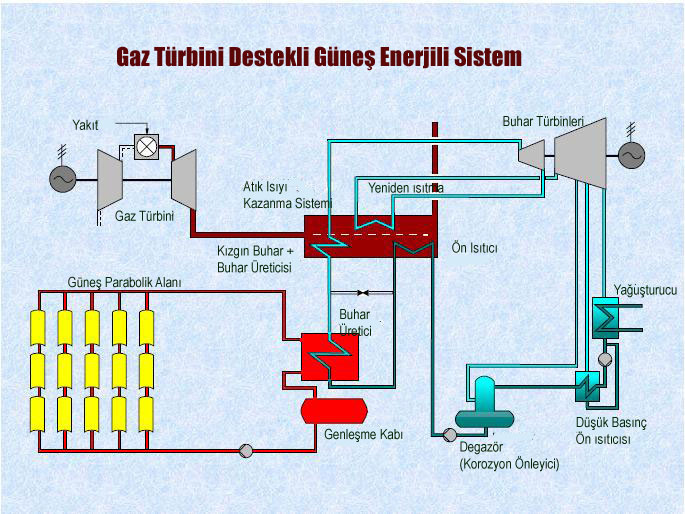 Gaz Türbini Destekli Güneş Enerjili Sistem
Yakıt
Buhar Türbinleri
Atık Isıyı
Kazanma Sistemi
Yeniden ısıtma
Gaz Türbini
Kızgın Buhar +
Buhar Üreticisi
Ön Isıtıcı
Güneş Parabolik Alanı
Yağüşturucu
Buhar
Üretici
Genleşme Kabı
Düşük Basınç
Ön ısıtıcısı
Degazör
(Korozyon Önleyici)